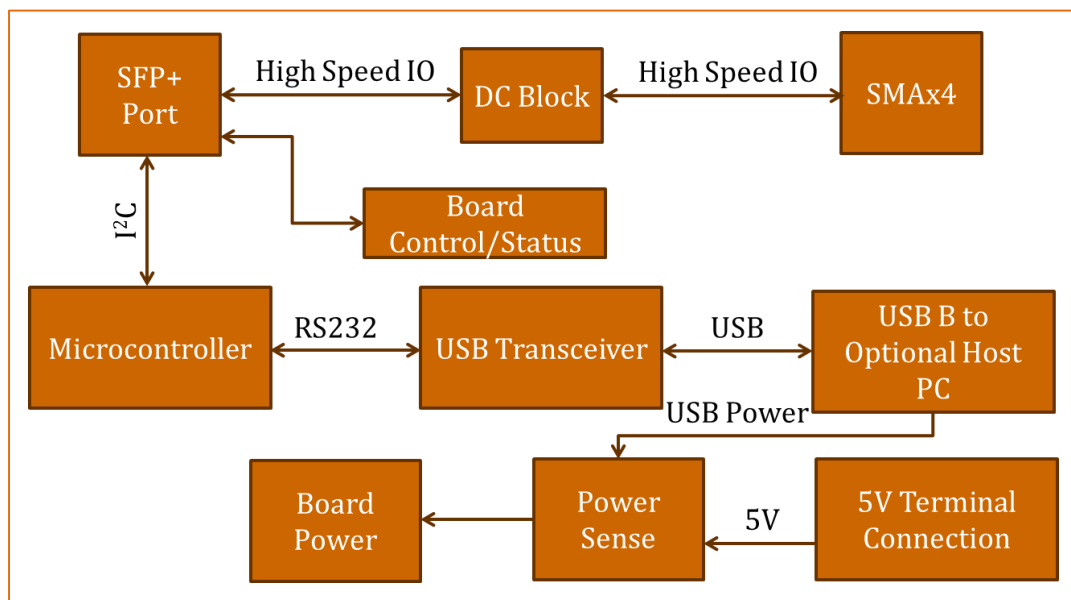 SFP+
Port
High Speed IO
DC Block
High Speed IO
SMAx4
Board
Control/Status
I²C
Microcontroller
RS232
USB Transceiver
USB
USB B to
Optional Host
PC
USB Power
Board
Power
Power
Sense
5V
5V Terminal
Connection